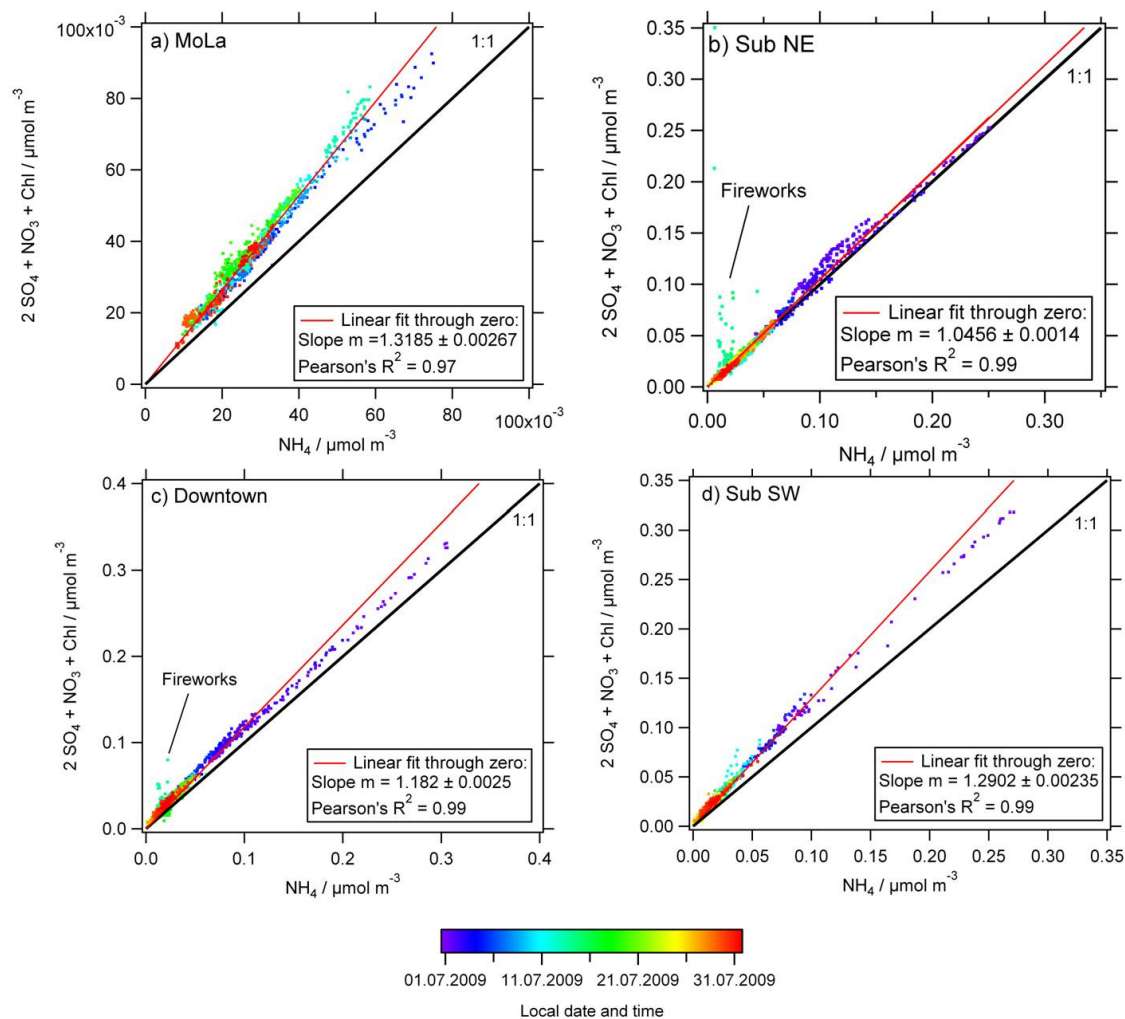 a) MoLa
1:1
100x10⁻³
80
60
40
20
0
2 SO₄ + NO₃ + Chl / µmol m⁻³
Linear fit through zero:
Slope m =1.3185 ± 0.00267
Pearson's R² = 0.97
0
20
40
60
80
100x10⁻³
NH₄ / µmol m⁻³
b) Sub NE
1:1
0.35
0.30
0.25
0.20
0.15
0.10
0.05
0.00
2 SO₄ + NO₃ + Chl / µmol m⁻³
Fireworks
Linear fit through zero:
Slope m = 1.0456 ± 0.0014
Pearson's R² = 0.99
0.00
0.10
0.20
0.30
NH₄ / µmol m⁻³
c) Downtown
1:1
0.4
0.3
0.2
0.1
0.0
2 SO₄ + NO₃ + Chl / µmol m⁻³
Fireworks
Linear fit through zero:
Slope m = 1.182 ± 0.0025
Pearson's R² = 0.99
0.0
0.1
0.2
0.3
0.4
NH₄ / µmol m⁻³
d) Sub SW
1:1
0.35
0.30
0.25
0.20
0.15
0.10
0.05
0.00
2 SO₄ + NO₃ + Chl / µmol m⁻³
Linear fit through zero:
Slope m = 1.2902 ± 0.00235
Pearson's R² = 0.99
0.00
0.05
0.10
0.15
0.20
0.25
0.30
0.35
NH₄ / µmol m⁻³
01.07.2009
11.07.2009
21.07.2009
31.07.2009
Local date and time